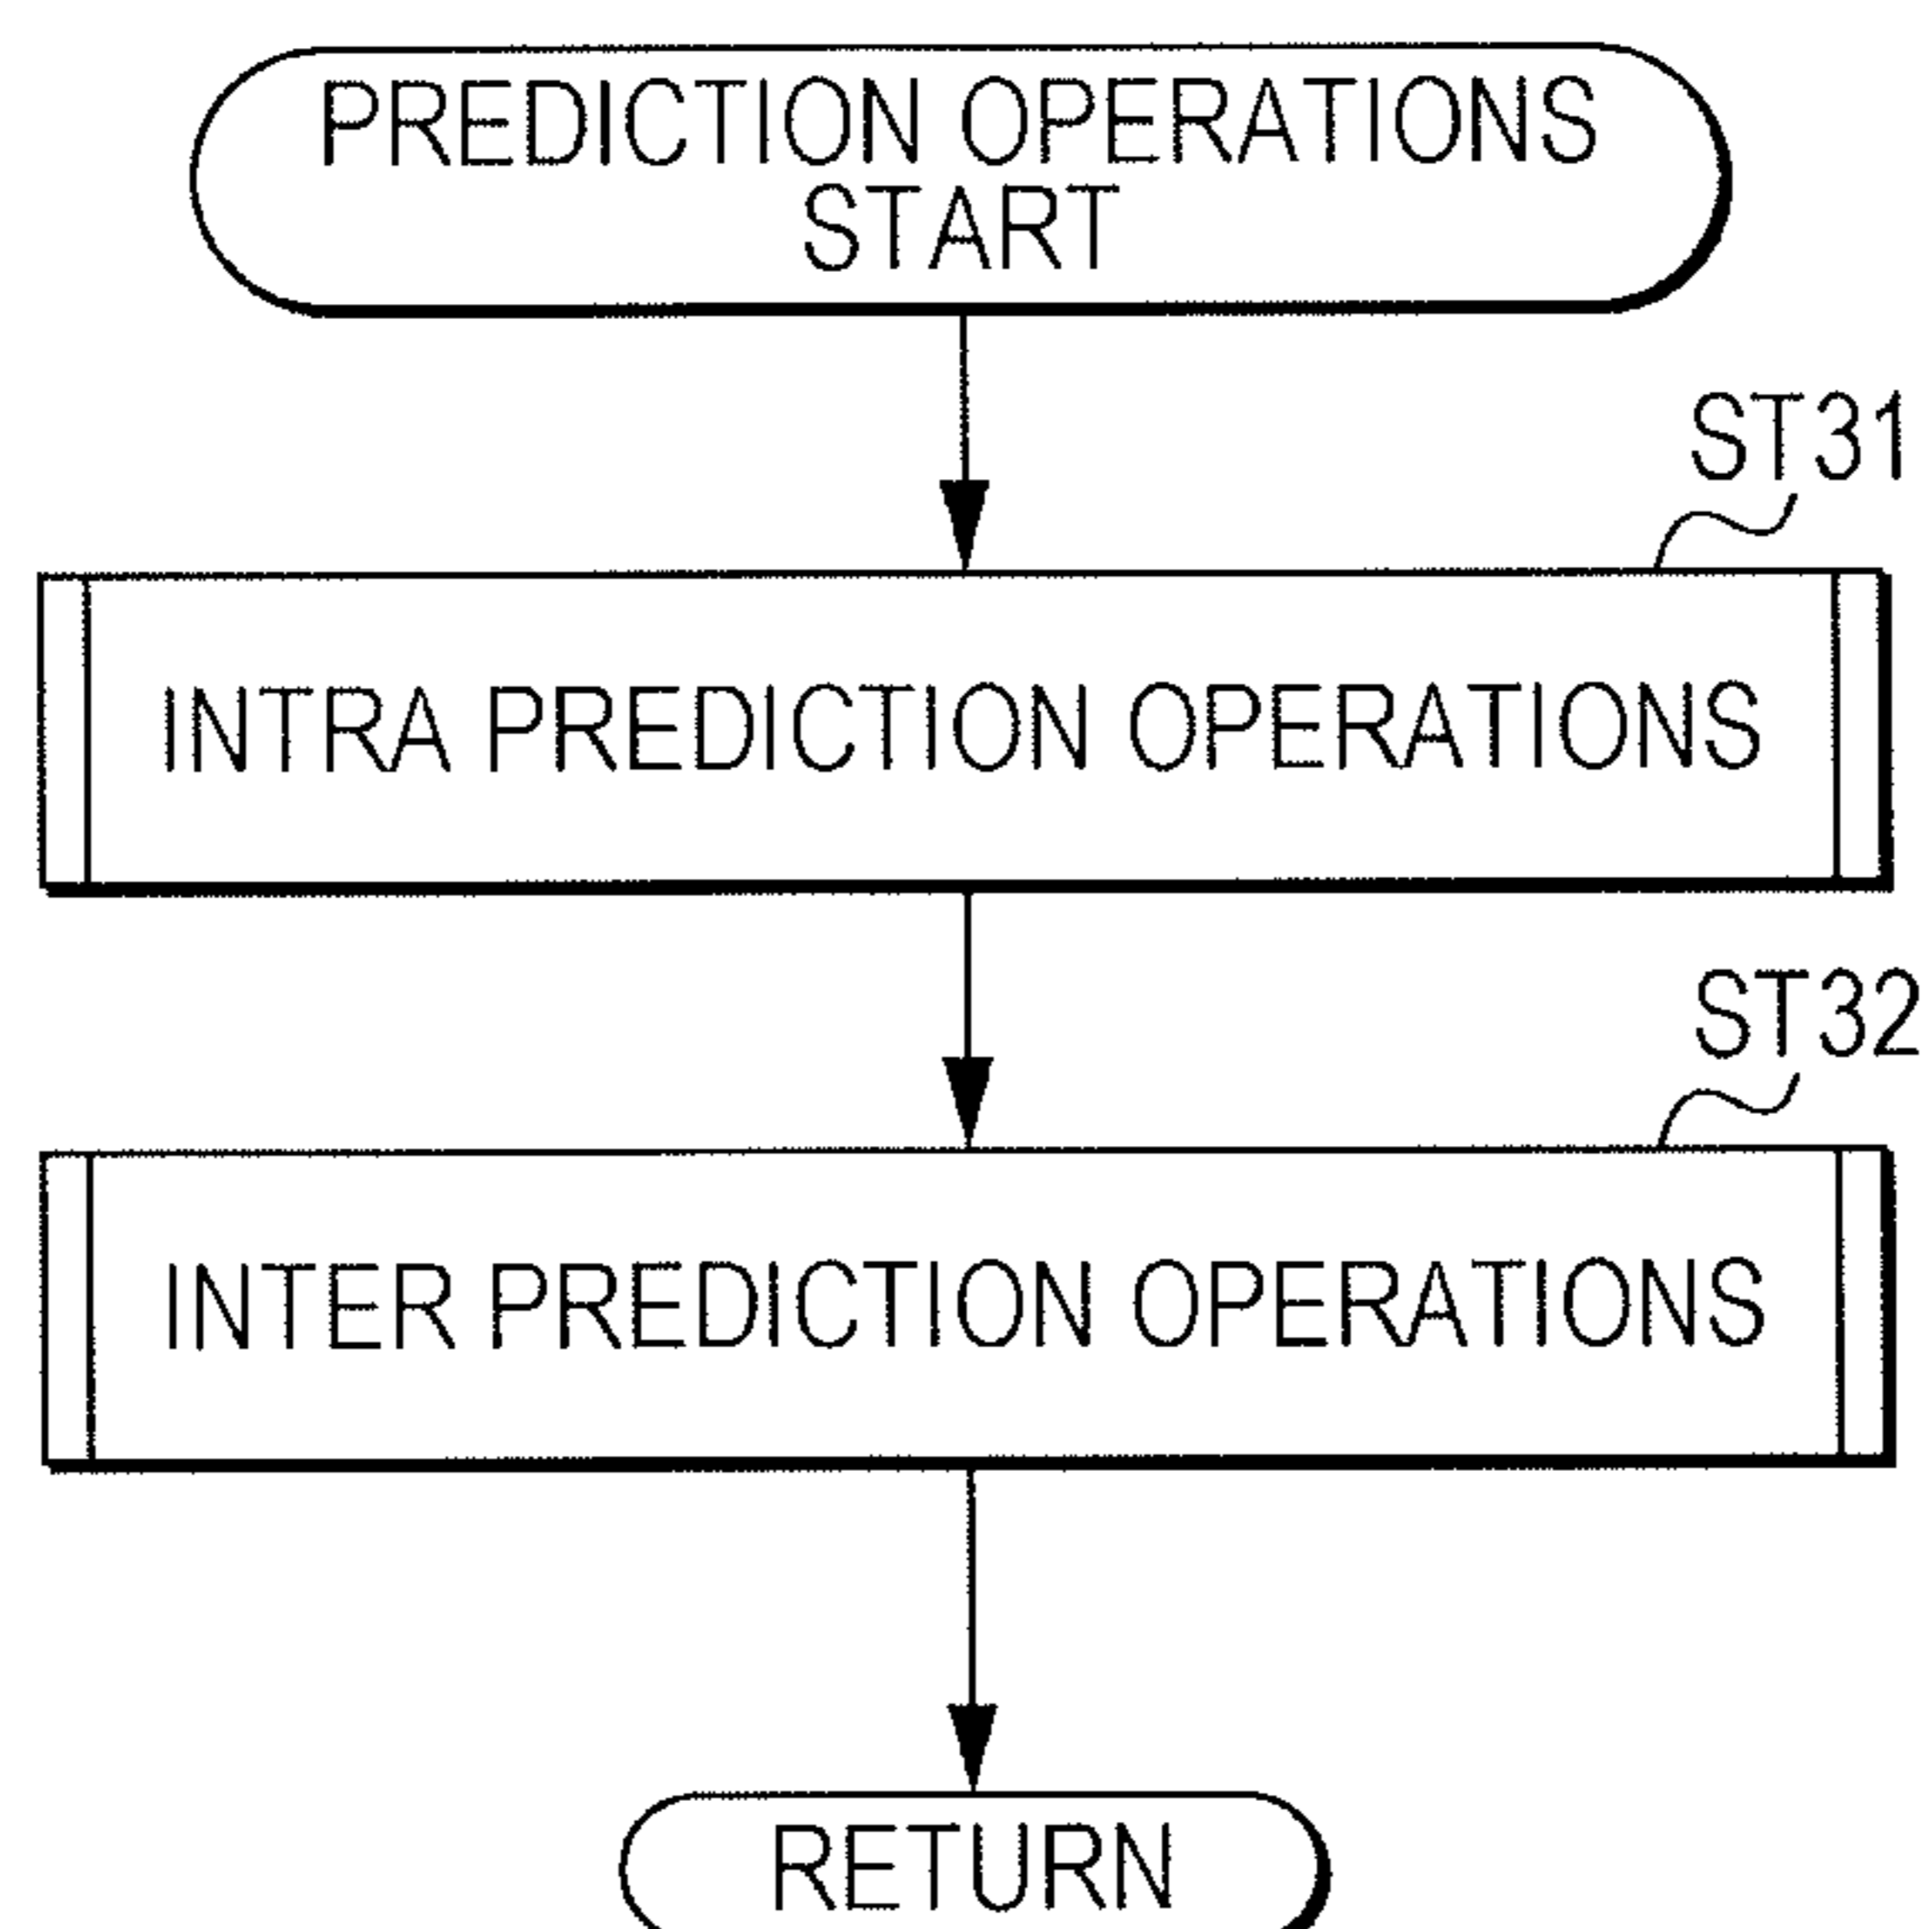 PREDICTION OPERATIONS
START
ST31
INTRA PREDICTION OPERATIONS
ST32
INTER PREDICTION OPERATIONS
RETURN